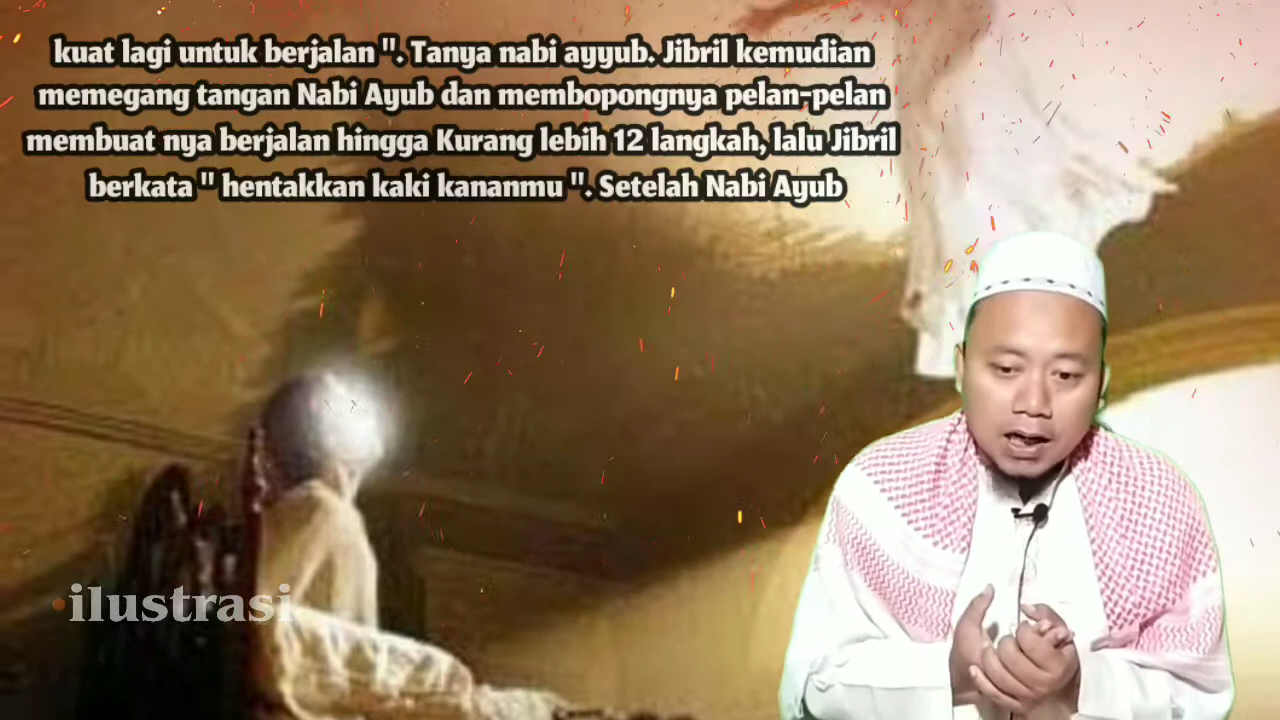 kuat lagi untuk berjalan ". Tanya nabi ayyub. Jibril kemudian
memegang tangan Nabi Ayub dan membopongnya pelan-pelan
membuat nya berjalan hingga Kurang lebih 12 langkah, lalu Jibril
berkata " hentakkan kaki kananmu ". Setelah Nabi Ayub
ilustrasi